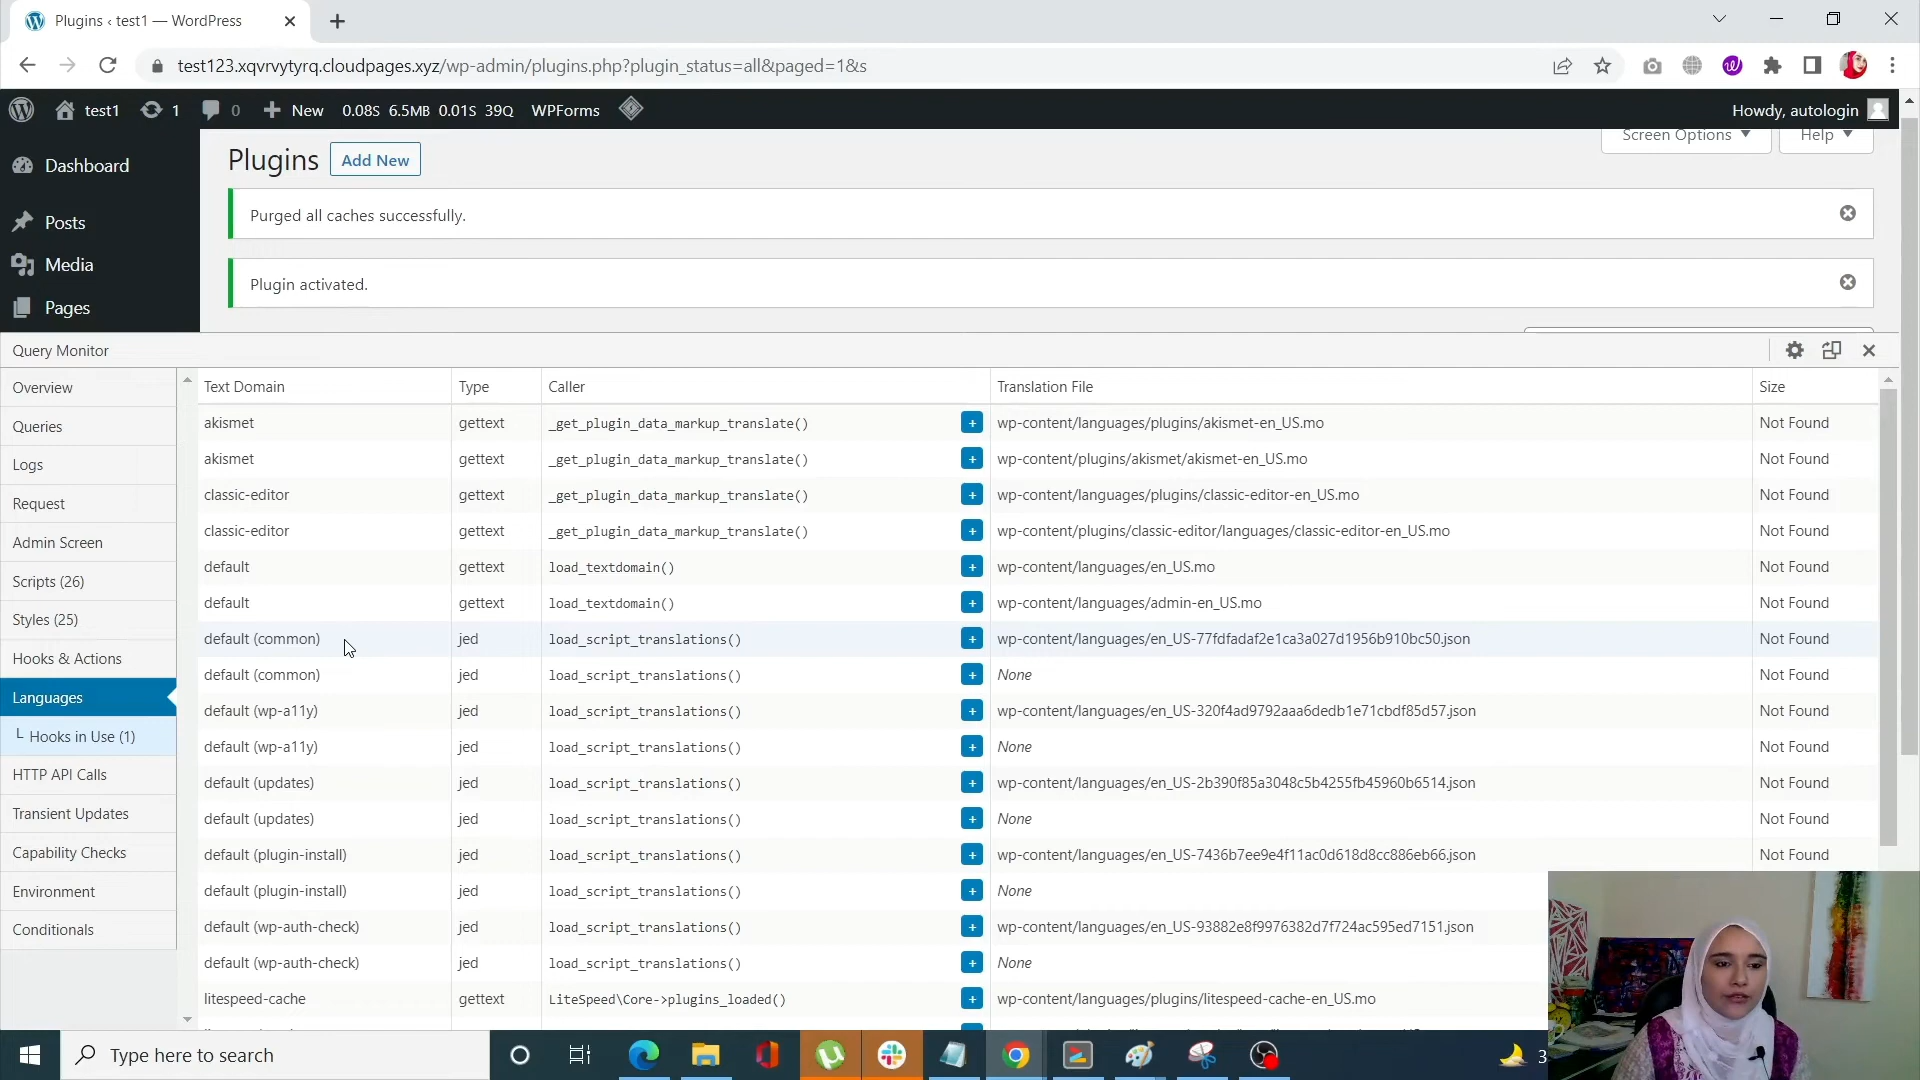 Plugins ‹ test1 — WordPress
test123.xqvrvytyrq.cloudpages.xyz/wp-admin/plugins.php?plugin_status=all&paged=1&s
test1 1 0 New 0.08S 6.5MB 0.01S 39Q WPForms Howdy, autologin
Dashboard
Posts
Media
Pages
Screen Options Help
Plugins Add New
Purged all caches successfully.
Plugin activated.
Query Monitor
Overview
Queries
Logs
Request
Admin Screen
Scripts (26)
Styles (25)
Hooks & Actions
Languages
└ Hooks in Use (1)
HTTP API Calls
Transient Updates
Capability Checks
Environment
Conditionals
Text Domain Type Caller Translation File Size
akismet gettext _get_plugin_data_markup_translate() + wp-content/languages/plugins/akismet-en_US.mo Not Found
akismet gettext _get_plugin_data_markup_translate() + wp-content/plugins/akismet/akismet-en_US.mo Not Found
classic-editor gettext _get_plugin_data_markup_translate() + wp-content/languages/plugins/classic-editor-en_US.mo Not Found
classic-editor gettext _get_plugin_data_markup_translate() + wp-content/plugins/classic-editor/languages/classic-editor-en_US.mo Not Found
default gettext load_textdomain() + wp-content/languages/en_US.mo Not Found
default gettext load_textdomain() + wp-content/languages/admin-en_US.mo Not Found
default (common) jed load_script_translations() + wp-content/languages/en_US-77fdfadaf2e1ca3a027d1956b910bc50.json Not Found
default (common) jed load_script_translations() + None Not Found
default (wp-a11y) jed load_script_translations() + wp-content/languages/en_US-320f4ad9792aaa6dedb1e71cbdf85d57.json Not Found
default (wp-a11y) jed load_script_translations() + None Not Found
default (updates) jed load_script_translations() + wp-content/languages/en_US-2b390f85a3048c5b4255fb45960b6514.json Not Found
default (updates) jed load_script_translations() + None Not Found
default (plugin-install) jed load_script_translations() + wp-content/languages/en_US-7436b7ee9e4f11ac0d618d8cc886eb66.json Not Found
default (plugin-install) jed load_script_translations() + None
default (wp-auth-check) jed load_script_translations() + wp-content/languages/en_US-93882e8f9976382d7f724ac595ed7151.json
default (wp-auth-check) jed load_script_translations() + None
litespeed-cache gettext LiteSpeed\Core->plugins_loaded() + wp-content/languages/plugins/litespeed-cache-en_US.mo
Type here to search
3